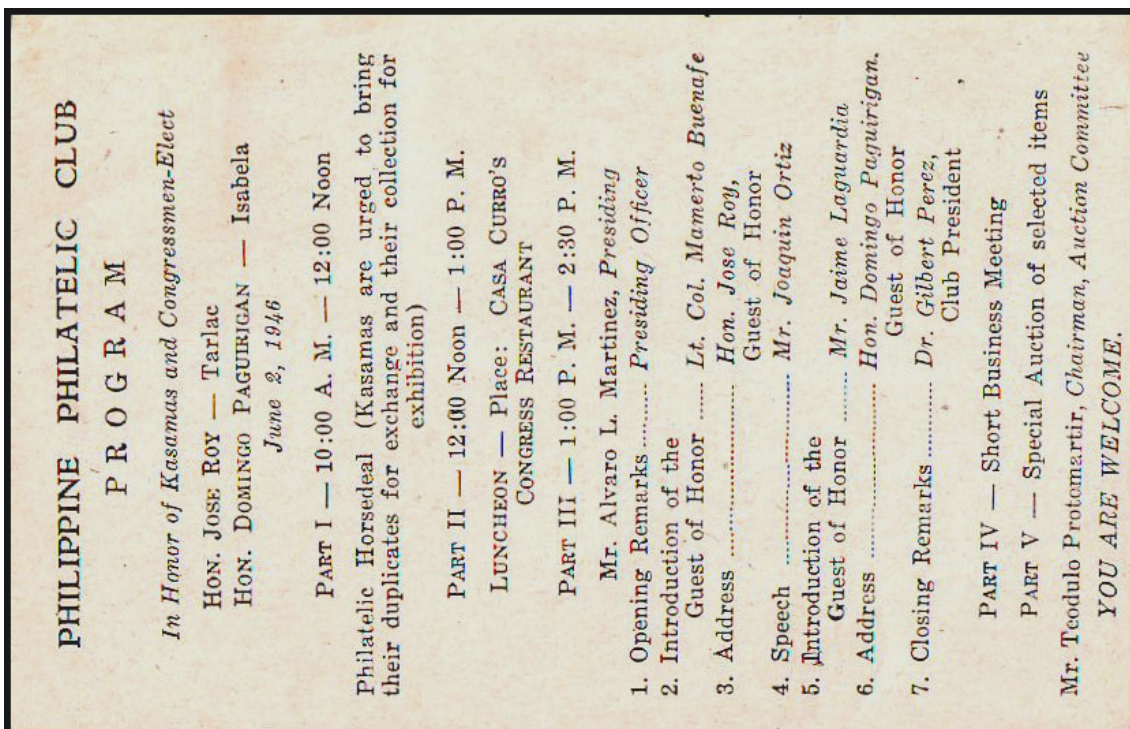 PHILIPPINE PHILATELIC CLUB
PROGRAM
In Honor of Kasamas and Congressmen-Elect
HON. JOSE ROY — Tarlac
HON. DOMINGO PAGUIRIGAN — Isabela
June 2, 1946
PART I — 10:00 A. M. — 12:00 Noon
Philatelic Horsedeal (Kasamas are urged to bring
their duplicates for exchange and their collection for
exhibition)
PART II — 12:00 Noon — 1:00 P. M.
LUNCHEON — Place: CASA CURRO'S
CONGRESS RESTAURANT
PART III — 1:00 P. M. — 2:30 P. M.
Mr. Alvaro L. Martinez, Presiding
1. Opening Remarks ......... Presiding Officer
2. Introduction of the
Guest of Honor ..... Lt. Col. Mamerto Buenafe
3. Address ........................ Hon. Jose Roy,
Guest of Honor
4. Speech ........................ Mr. Joaquin Ortiz
5. Introduction of the
Guest of Honor ........ Mr. Jaime Laguardia
6. Address .................... Hon. Domingo Paguirigan.
Guest of Honor
7. Closing Remarks .......... Dr. Gilbert Perez,
Club President
PART IV — Short Business Meeting
PART V — Special Auction of selected items
Mr. Teodulo Protomartir, Chairman, Auction Committee
YOU ARE WELCOME.